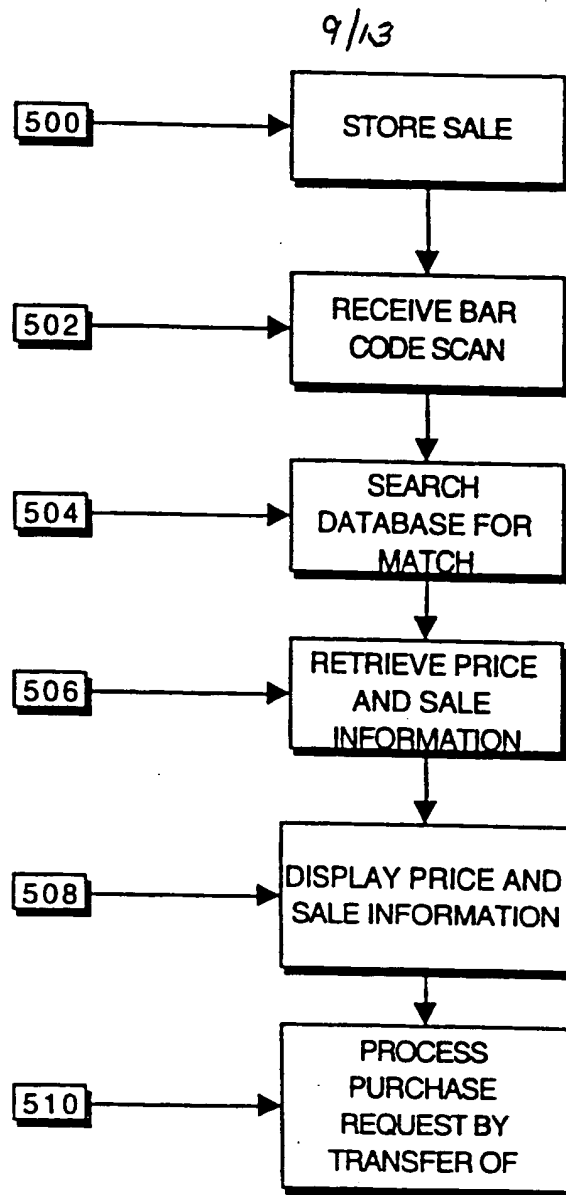 9/13
500
STORE SALE
502
RECEIVE BAR
CODE SCAN
504
SEARCH
DATABASE FOR
MATCH
506
RETRIEVE PRICE
AND SALE
INFORMATION
508
DISPLAY PRICE AND
SALE INFORMATION
510
PROCESS
PURCHASE
REQUEST BY
TRANSFER OF